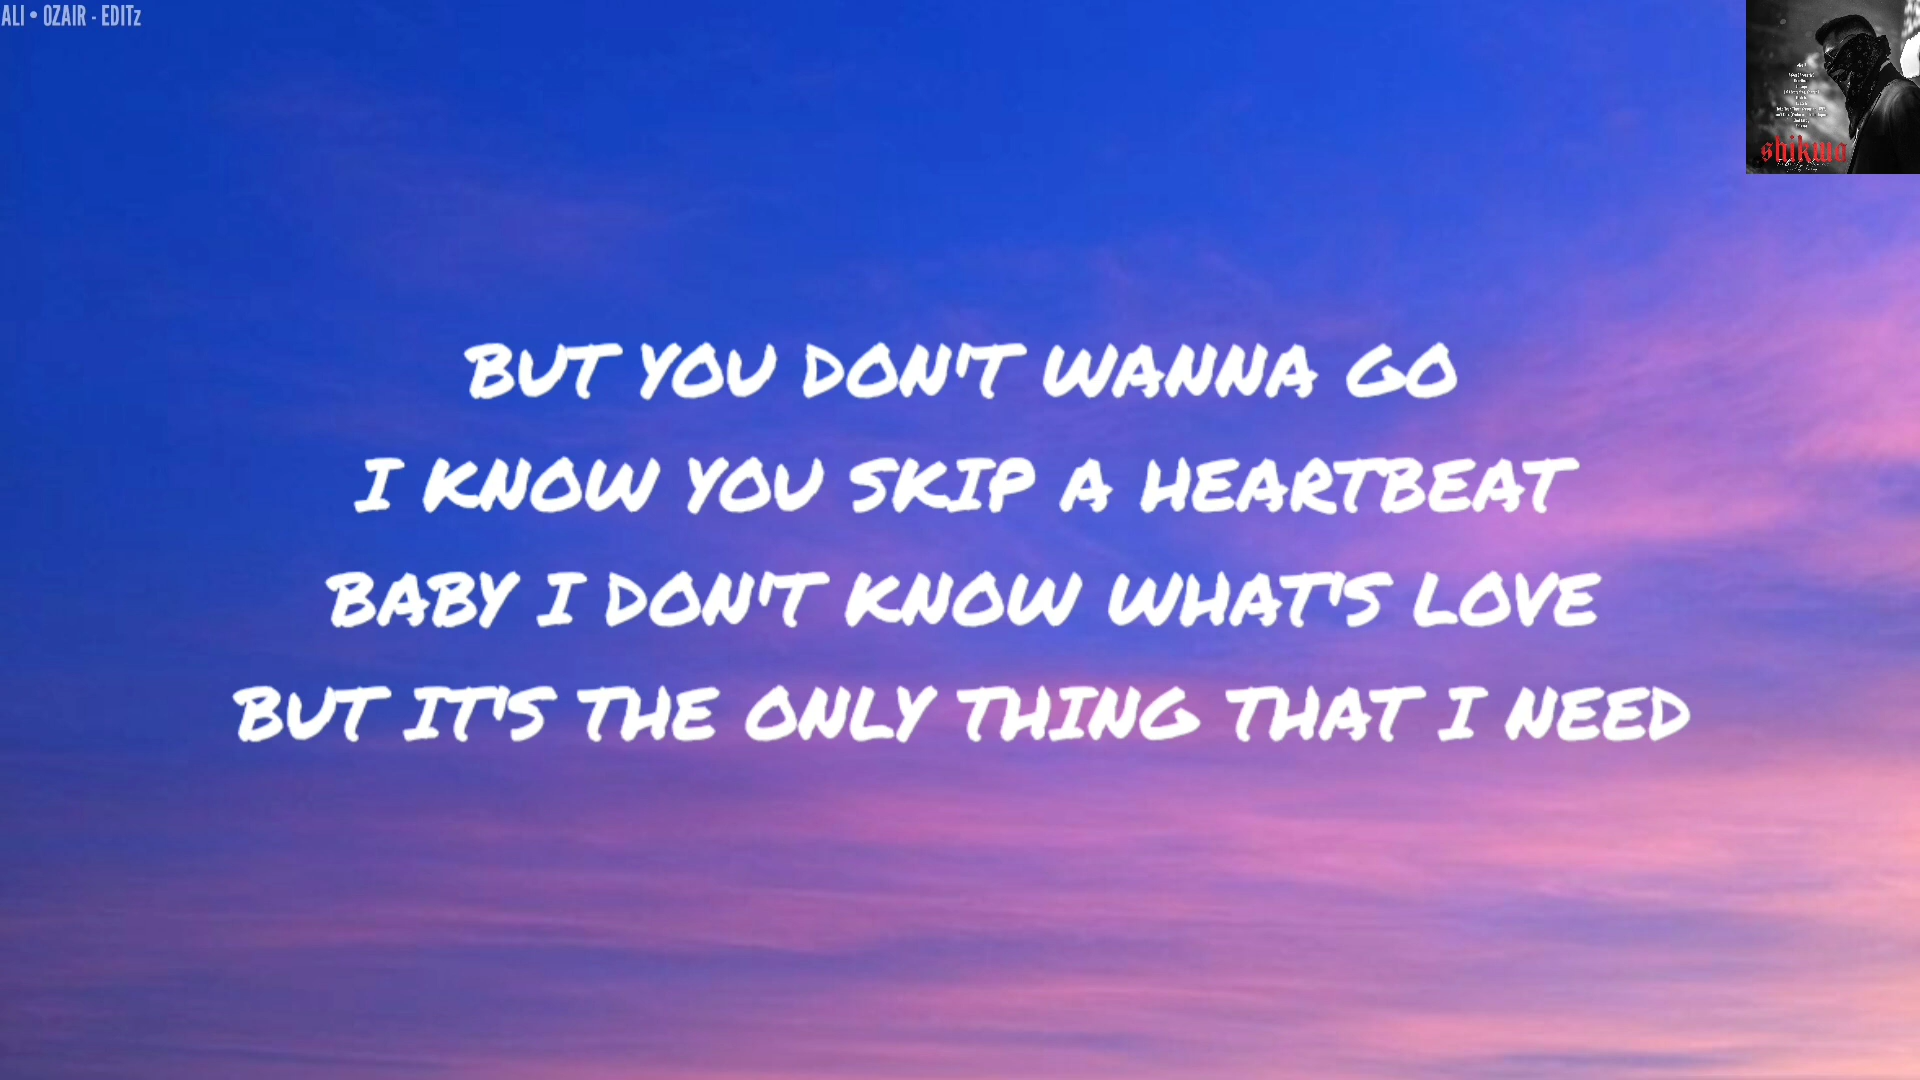 ALI • OZAIR - EDITz
shikwa
BUT YOU DON'T WANNA GO
I KNOW YOU SKIP A HEARTBEAT
BABY I DON'T KNOW WHAT'S LOVE
BUT IT'S THE ONLY THING THAT I NEED